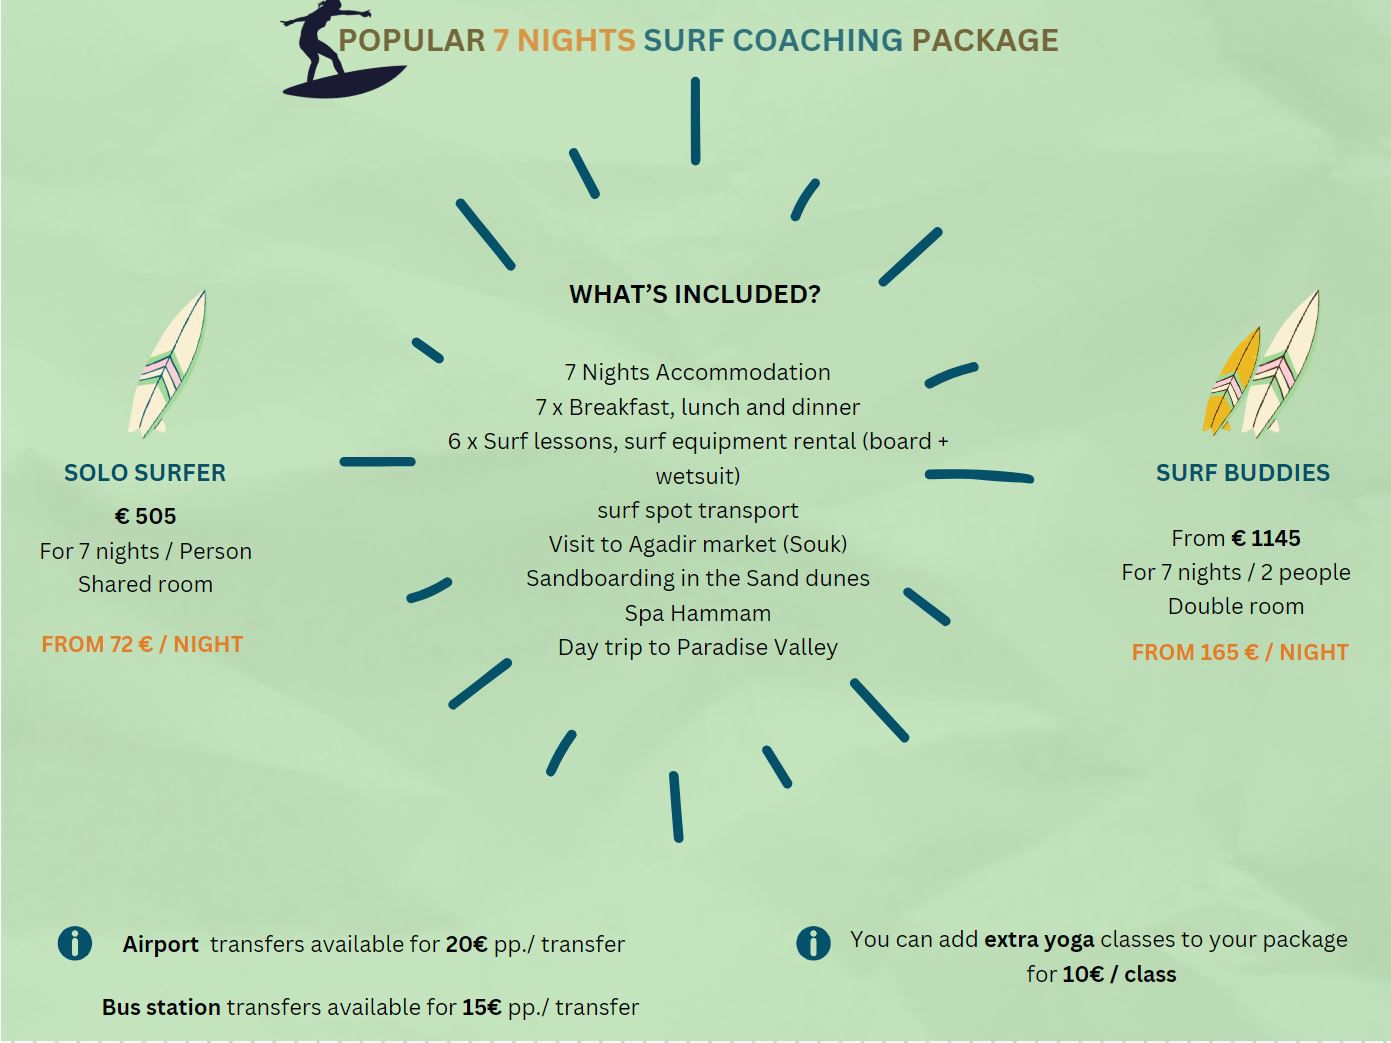 POPULAR 7 NIGHTS SURF COACHING PACKAGE
WHAT’S INCLUDED?
7 Nights Accommodation
7 x Breakfast, lunch and dinner
6 x Surf lessons, surf equipment rental (board +
wetsuit)
surf spot transport
Visit to Agadir market (Souk)
Sandboarding in the Sand dunes
Spa Hammam
Day trip to Paradise Valley
SOLO SURFER
€ 505
For 7 nights / Person
Shared room
FROM 72 € / NIGHT
SURF BUDDIES
From € 1145
For 7 nights / 2 people
Double room
FROM 165 € / NIGHT
Airport transfers available for 20€ pp./ transfer
Bus station transfers available for 15€ pp./ transfer
You can add extra yoga classes to your package
for 10€ / class